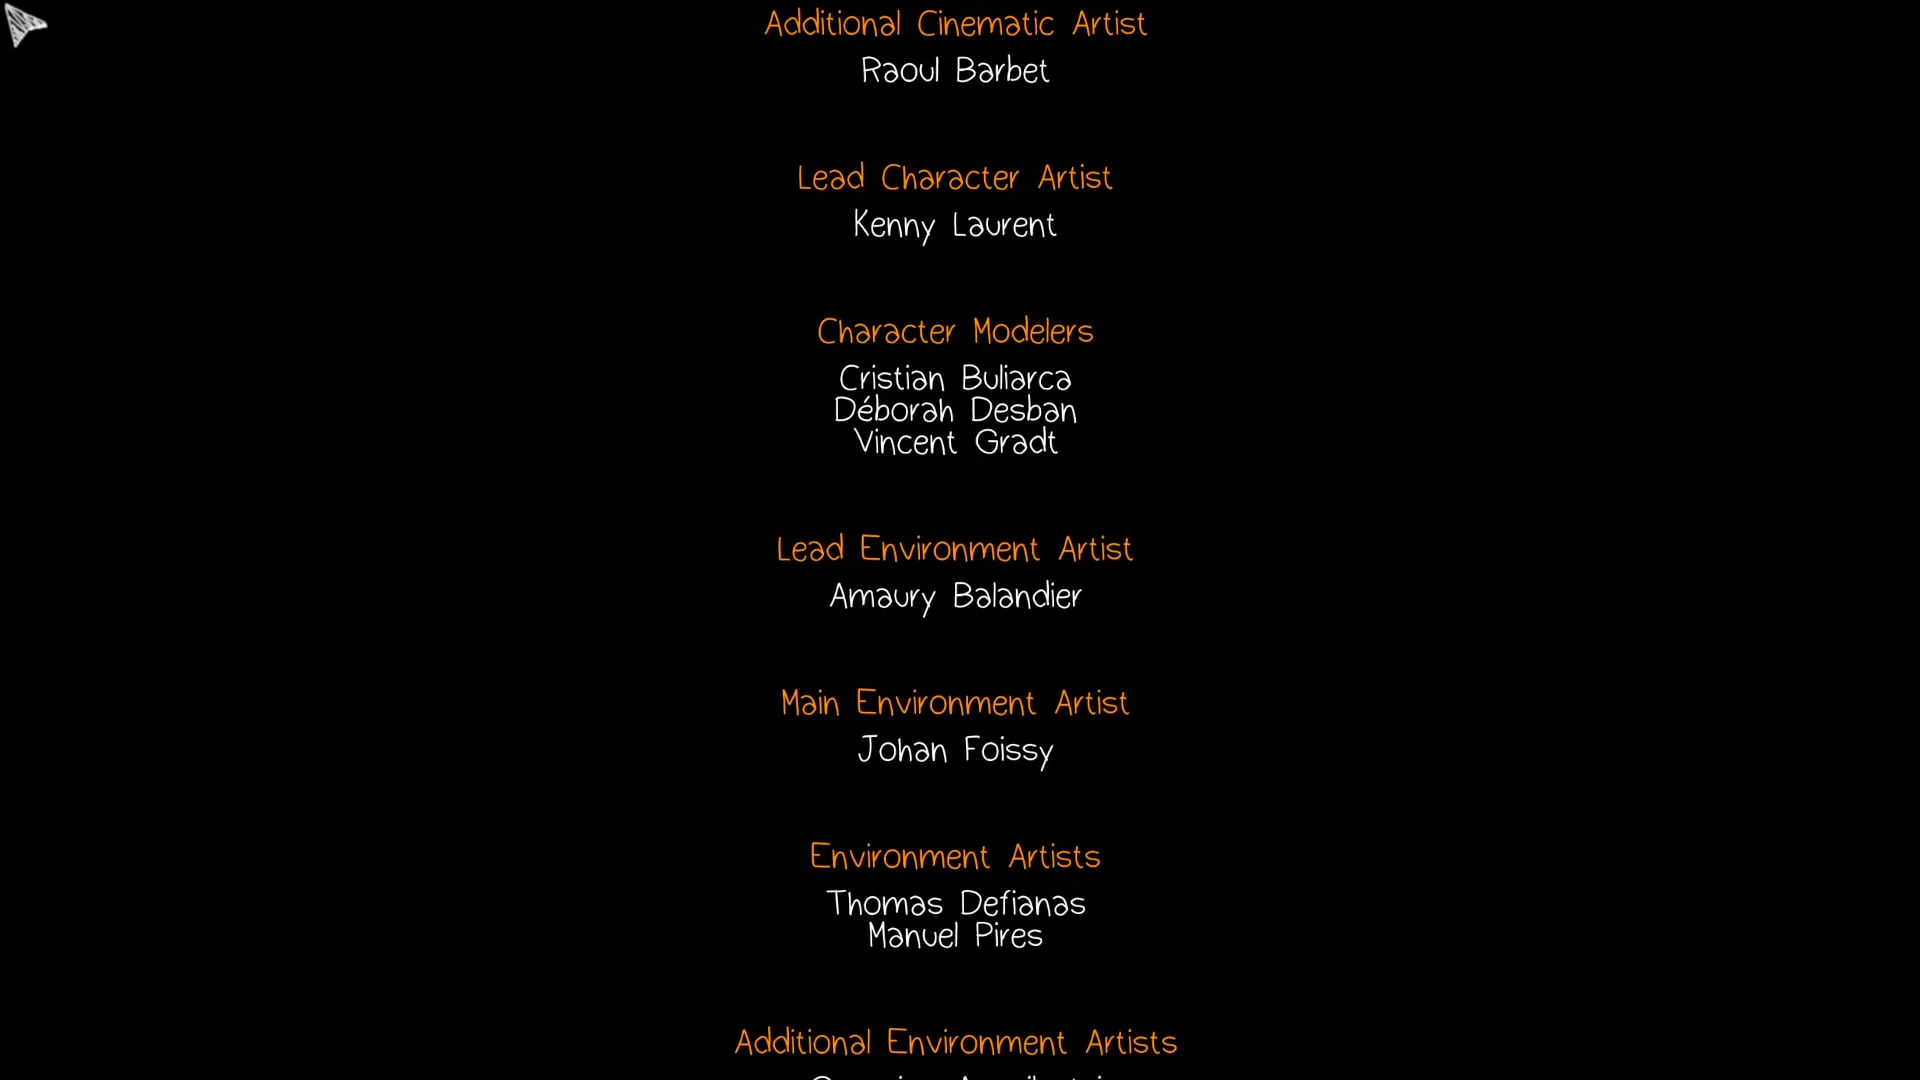 Additional Cinematic Artist
Raoul Barbet
Lead Character Artist
Kenny Laurent
Character Modelers
Cristian Buliarca
Déborah Desban
Vincent Gradt
Lead Environment Artist
Amaury Balandier
Main Environment Artist
Johan Foissy
Environment Artists
Thomas Defianas
Manuel Pires
Additional Environment Artists